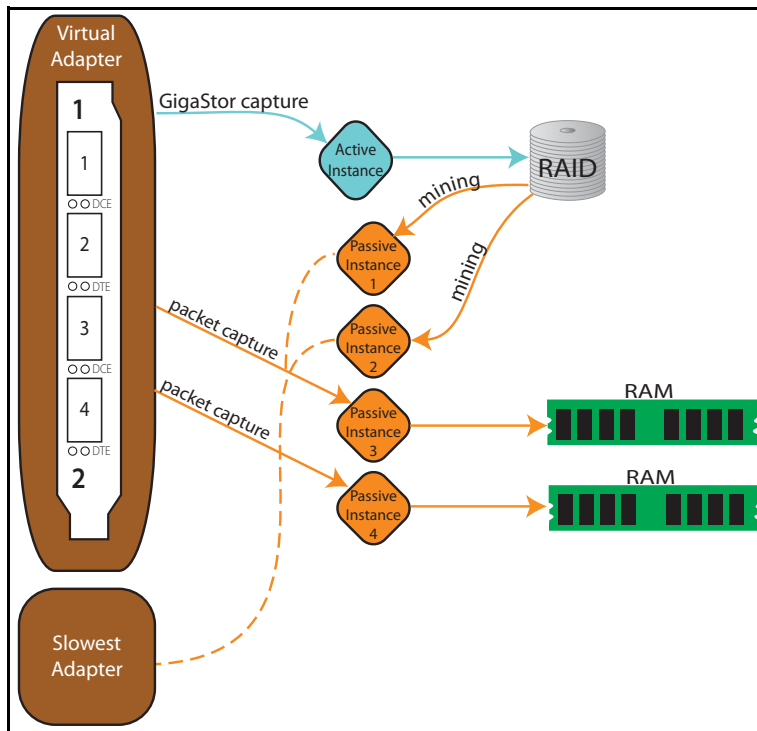 Virtual
Adapter
1
1
DCE
2
DTE
3
DCE
4
DTE
2
GigaStor capture
Active
Instance
RAID
mining
mining
Passive
Instance
1
Passive
Instance
2
packet capture
packet capture
Passive
Instance
3
Passive
Instance
4
RAM
RAM
Slowest
Adapter